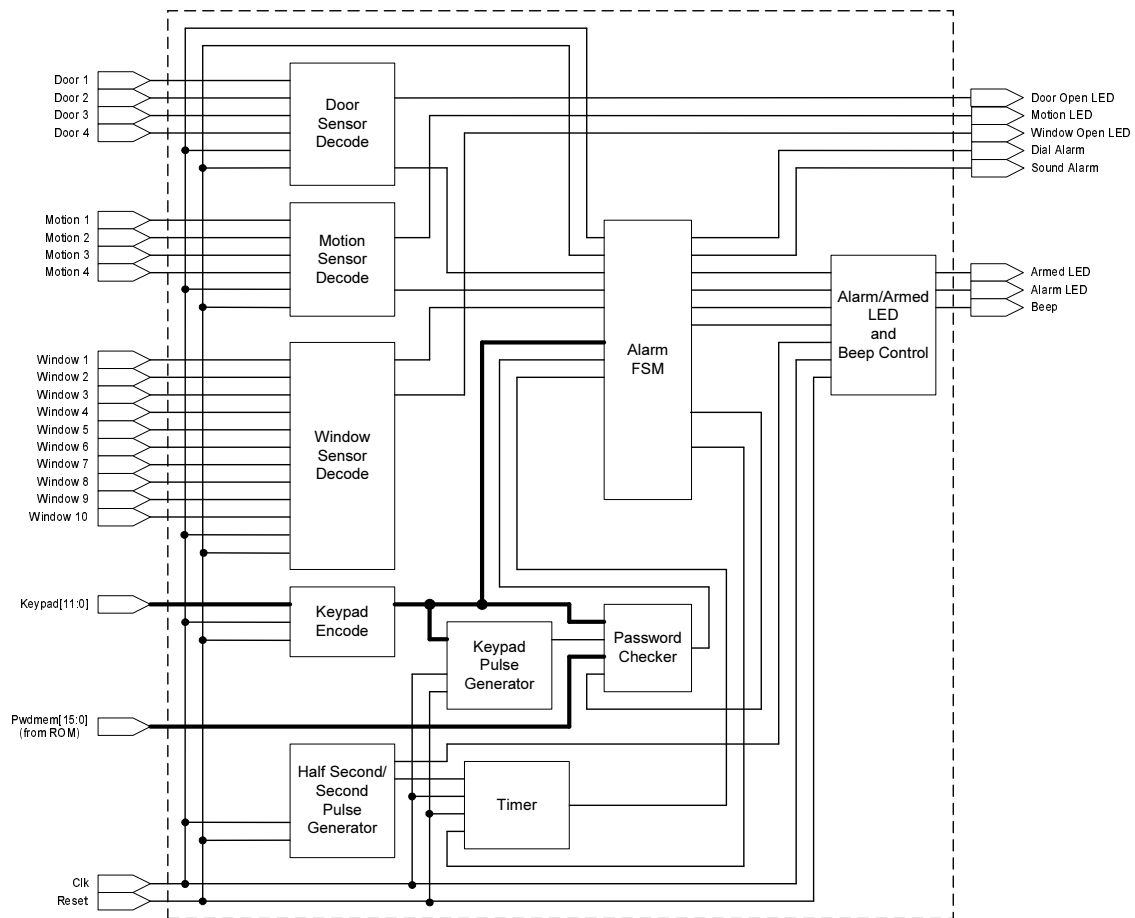 Door 1
Door 2
Door 3
Door 4
Door
Sensor
Decode
Door Open LED
Motion LED
Window Open LED
Dial Alarm
Sound Alarm
Motion 1
Motion 2
Motion 3
Motion 4
Motion
Sensor
Decode
Alarm
FSM
Alarm/Armed
LED
and
Beep Control
Armed LED
Alarm LED
Beep
Window 1
Window 2
Window 3
Window 4
Window 5
Window 6
Window 7
Window 8
Window 9
Window 10
Window
Sensor
Decode
Keypad[11:0]
Keypad
Encode
Keypad
Pulse
Generator
Password
Checker
Pwdmem[15:0]
(from ROM)
Half Second/
Second
Pulse
Generator
Timer
Clk
Reset